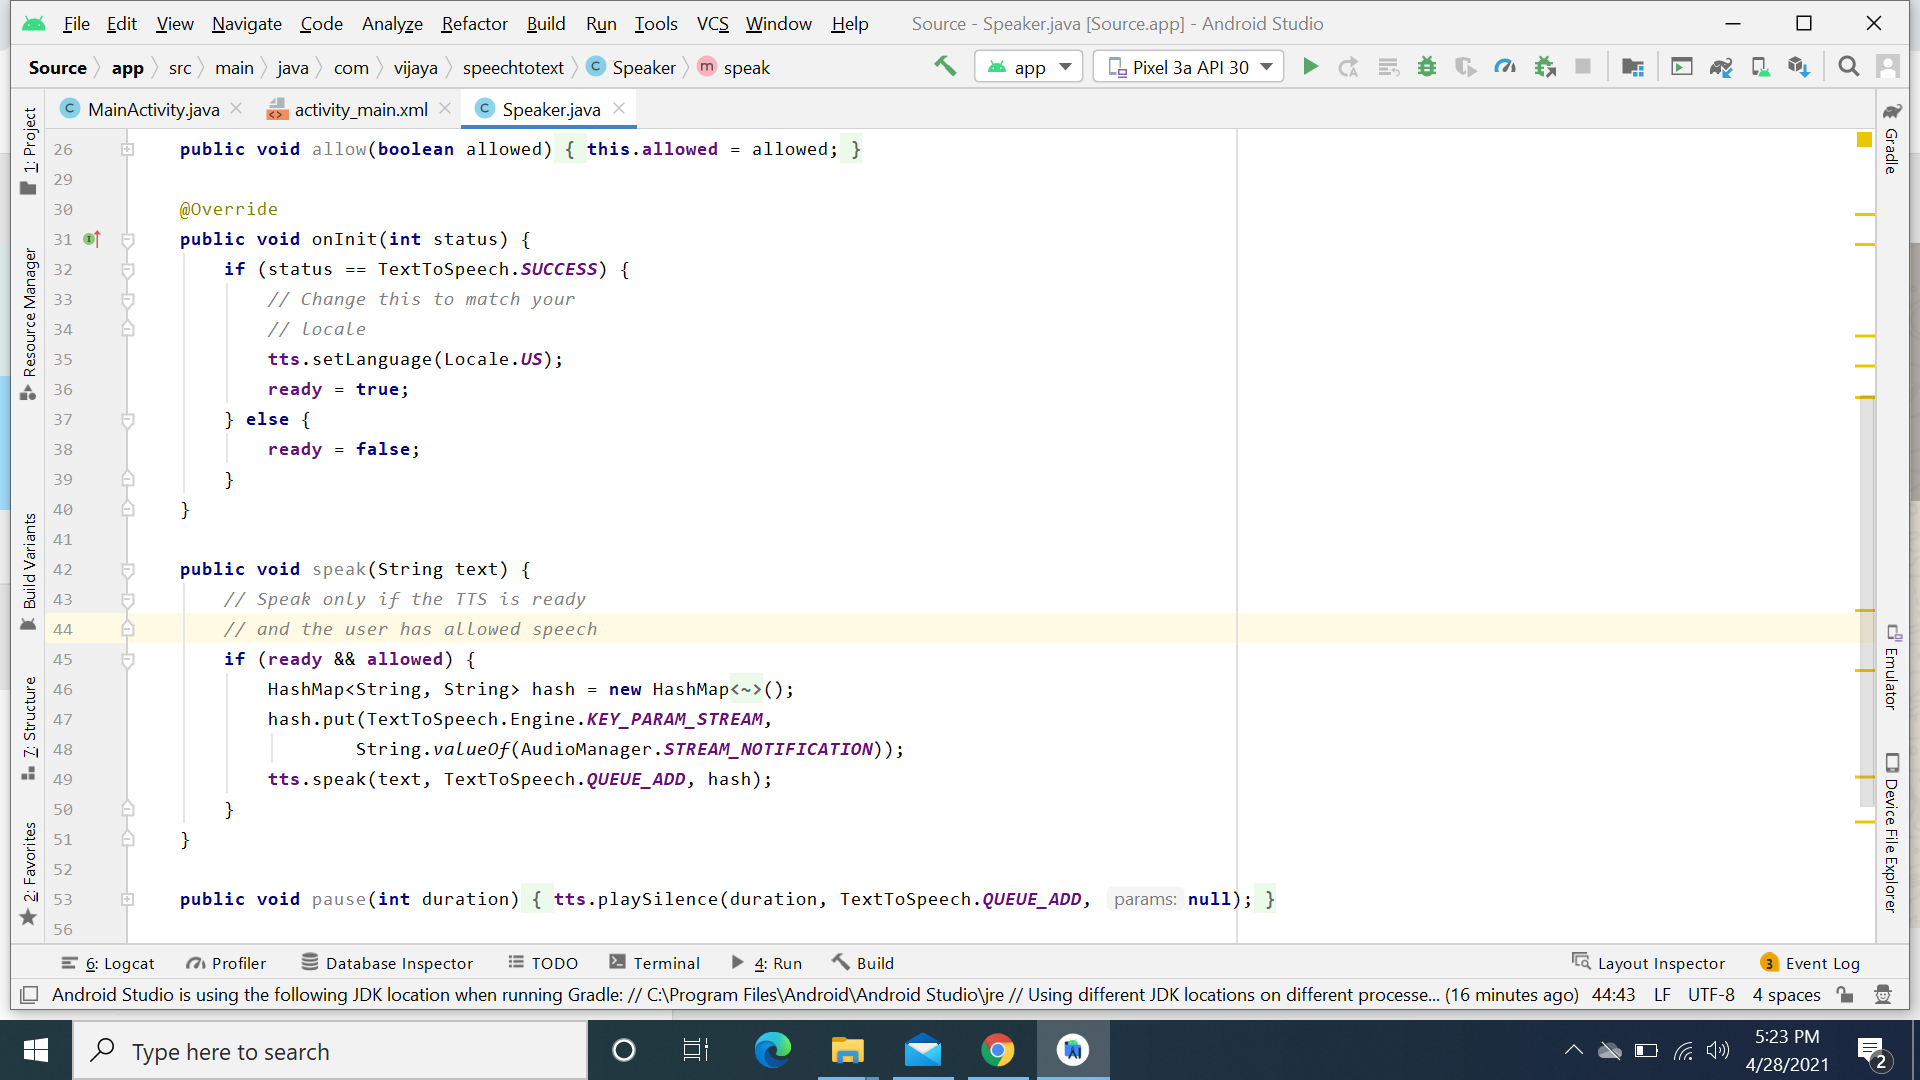 File Edit View Navigate Code Analyze Refactor Build Run Tools VCS Window Help Source - Speaker.java [Source.app] - Android Studio
Source app src main java com vijaya speechtotext C Speaker m speak app Pixel 3a API 30
C MainActivity.java activity_main.xml C Speaker.java
1: Project
Resource Manager
Build Variants
7: Structure
2: Favorites
26 public void allow(boolean allowed) { this.allowed = allowed; }
29
30 @Override
31 public void onInit(int status) {
32 if (status == TextToSpeech.SUCCESS) {
33 // Change this to match your
34 // locale
35 tts.setLanguage(Locale.US);
36 ready = true;
37 } else {
38 ready = false;
39 }
40 }
41
42 public void speak(String text) {
43 // Speak only if the TTS is ready
44 // and the user has allowed speech
45 if (ready && allowed) {
46 HashMap<String, String> hash = new HashMap<~>();
47 hash.put(TextToSpeech.Engine.KEY_PARAM_STREAM,
48 String.valueOf(AudioManager.STREAM_NOTIFICATION));
49 tts.speak(text, TextToSpeech.QUEUE_ADD, hash);
50 }
51 }
52
53 public void pause(int duration) { tts.playSilence(duration, TextToSpeech.QUEUE_ADD, params: null); }
56
Gradle
Emulator
Device File Explorer
6: Logcat Profiler Database Inspector TODO Terminal 4: Run Build Layout Inspector 3 Event Log
Android Studio is using the following JDK location when running Gradle: // C:\Program Files\Android\Android Studio\jre // Using different JDK locations on different processe... (16 minutes ago) 44:43 LF UTF-8 4 spaces
Type here to search
5:23 PM
4/28/2021
2